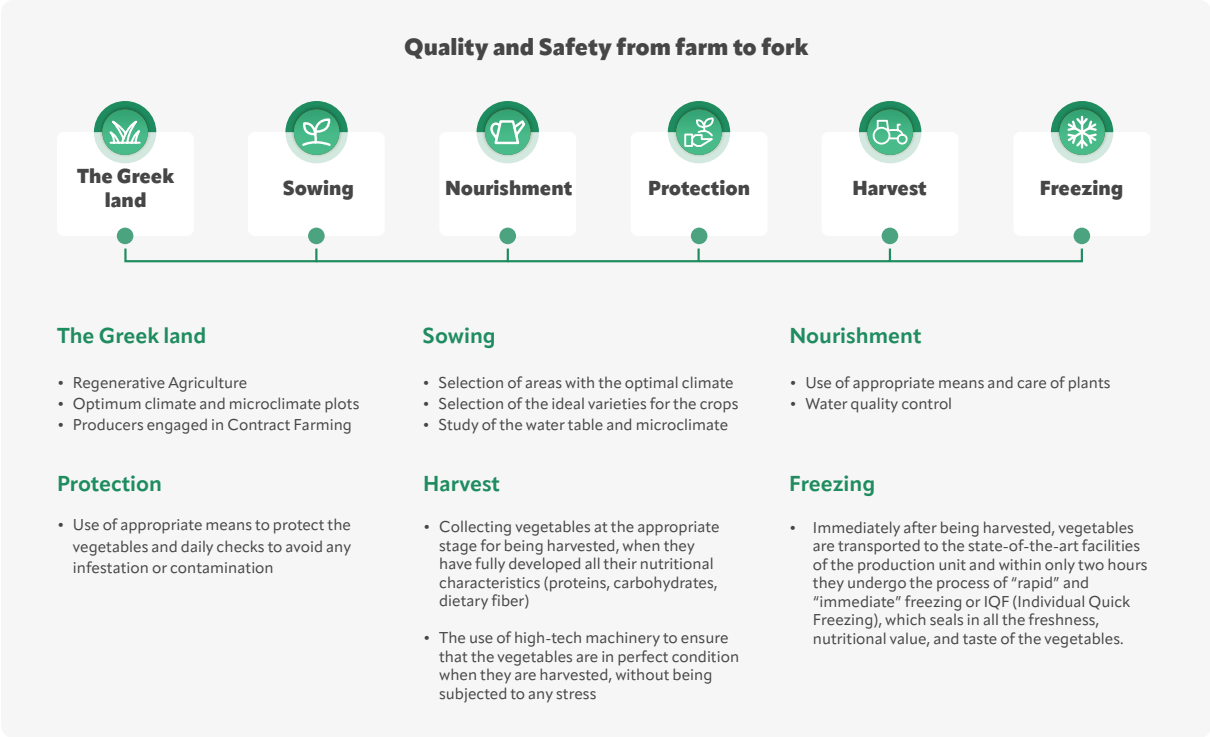 Quality and Safety from farm to fork
The Greek
land
Sowing
Nourishment
Protection
Harvest
Freezing
The Greek land
• Regenerative Agriculture
• Optimum climate and microclimate plots
• Producers engaged in Contract Farming
Sowing
• Selection of areas with the optimal climate
• Selection of the ideal varieties for the crops
• Study of the water table and microclimate
Nourishment
• Use of appropriate means and care of plants
• Water quality control
Protection
• Use of appropriate means to protect the
vegetables and daily checks to avoid any
infestation or contamination
Harvest
• Collecting vegetables at the appropriate
stage for being harvested, when they
have fully developed all their nutritional
characteristics (proteins, carbohydrates,
dietary fiber)
• The use of high-tech machinery to ensure
that the vegetables are in perfect condition
when they are harvested, without being
subjected to any stress
Freezing
• Immediately after being harvested, vegetables
are transported to the state-of-the-art facilities
of the production unit and within only two hours
they undergo the process of “rapid” and
“immediate” freezing or IQF (Individual Quick
Freezing), which seals in all the freshness,
nutritional value, and taste of the vegetables.